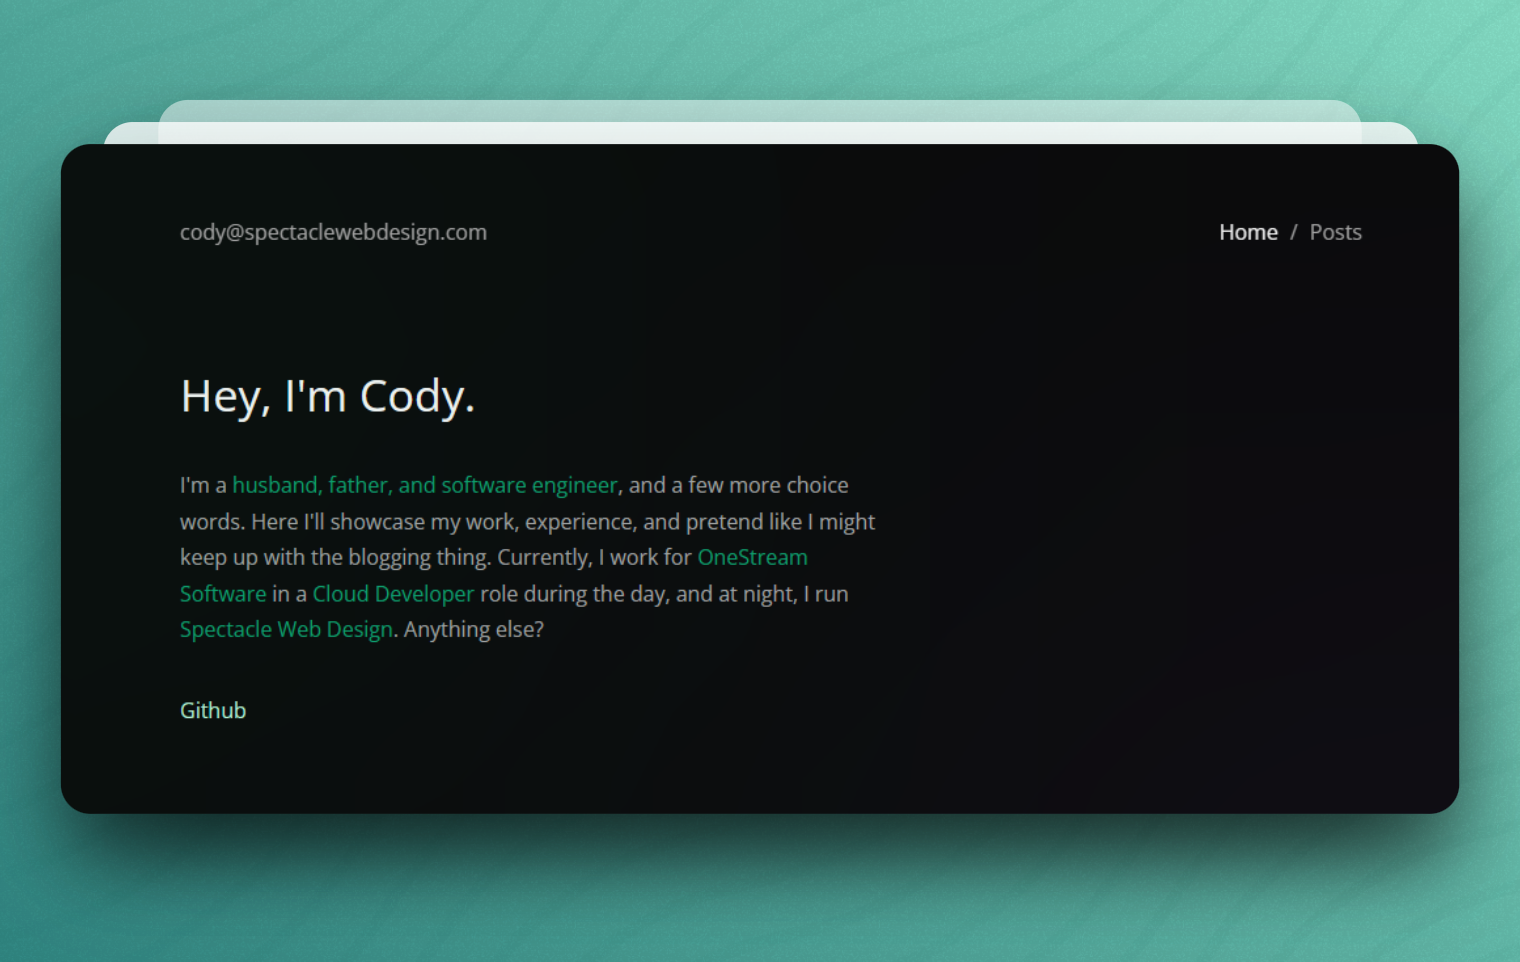 cody@spectaclewebdesign.com
Home / Posts
Hey, I'm Cody.
I'm a husband, father, and software engineer, and a few more choice
words. Here I'll showcase my work, experience, and pretend like I might
keep up with the blogging thing. Currently, I work for OneStream
Software in a Cloud Developer role during the day, and at night, I run
Spectacle Web Design. Anything else?
Github